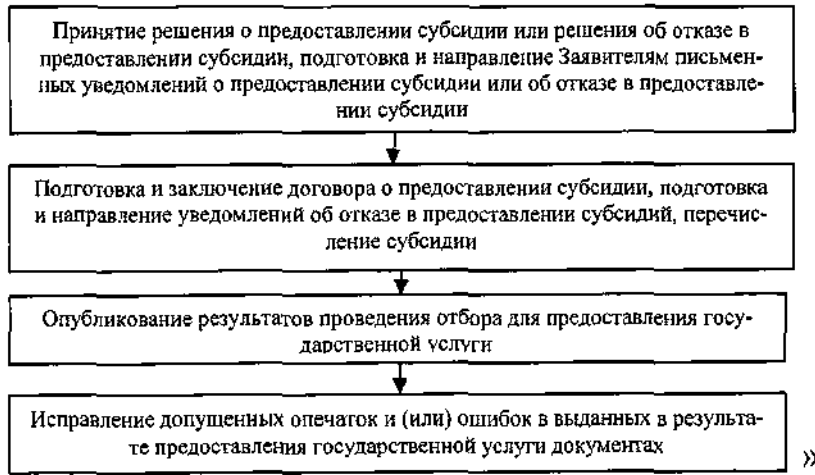 Принятие решения о предоставлении субсидии или решения об отказе в
предоставлении субсидии, подготовка и направление Заявителям письмен-
ных уведомлений о предоставлении субсидии или об отказе в предоставле-
нии субсидии
Подготовка и заключение договора о предоставлении субсидии, подготовка
и направление уведомлений об отказе в предоставлении субсидий, перечис-
ление субсидии
Опубликование результатов проведения отбора для предоставления госу-
дарственной услуги
Исправление допущенных опечаток и (или) ошибок в выданных в результа-
те предоставления государственной услуги документах
»